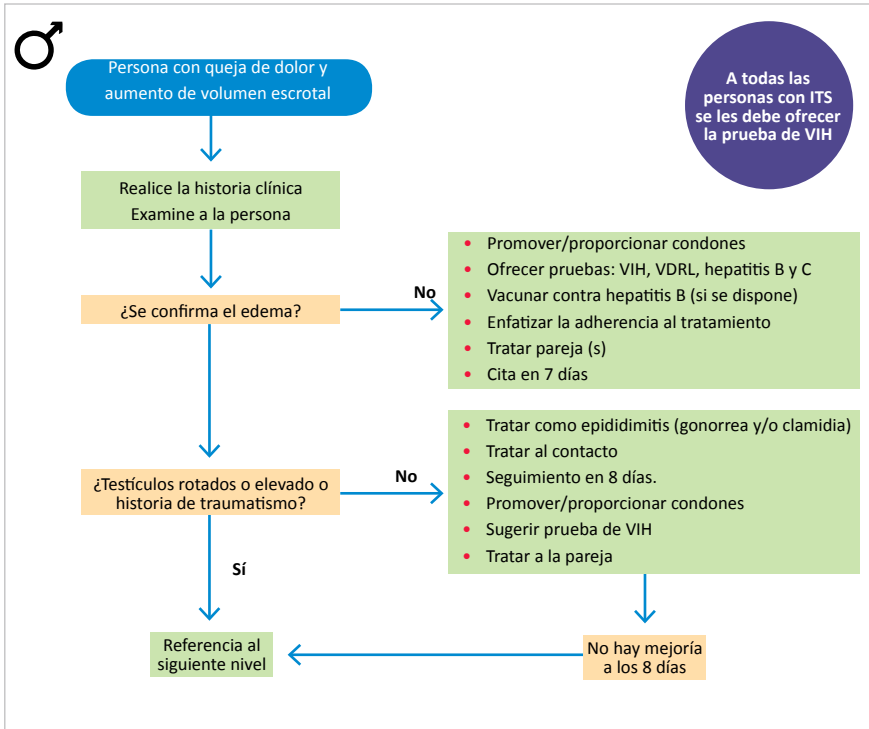 Persona con queja de dolor y
aumento de volumen escrotal
A todas las
personas con ITS
se les debe ofrecer
la prueba de VIH
Realice la historia clínica
Examine a la persona
¿Se confirma el edema?
No
• Promover/proporcionar condones
• Ofrecer pruebas: VIH, VDRL, hepatitis B y C
• Vacunar contra hepatitis B (si se dispone)
• Enfatizar la adherencia al tratamiento
• Tratar pareja (s)
• Cita en 7 días
¿Testículos rotados o elevado o
historia de traumatismo?
No
• Tratar como epididimitis (gonorrea y/o clamidia)
• Tratar al contacto
• Seguimiento en 8 días.
• Promover/proporcionar condones
• Sugerir prueba de VIH
• Tratar a la pareja
Sí
Referencia al
siguiente nivel
No hay mejoría
a los 8 días